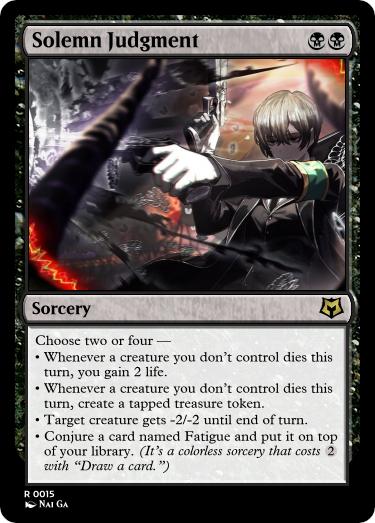 Solemn Judgment
Sorcery
Choose two or four —
• Whenever a creature you don't control dies this
turn, you gain 2 life.
• Whenever a creature you don't control dies this
turn, create a tapped treasure token.
• Target creature gets -2/-2 until end of turn.
• Conjure a card named Fatigue and put it on top
of your library. (It's a colorless sorcery that costs 2
with “Draw a card.”)
R 0015
Nai Ga